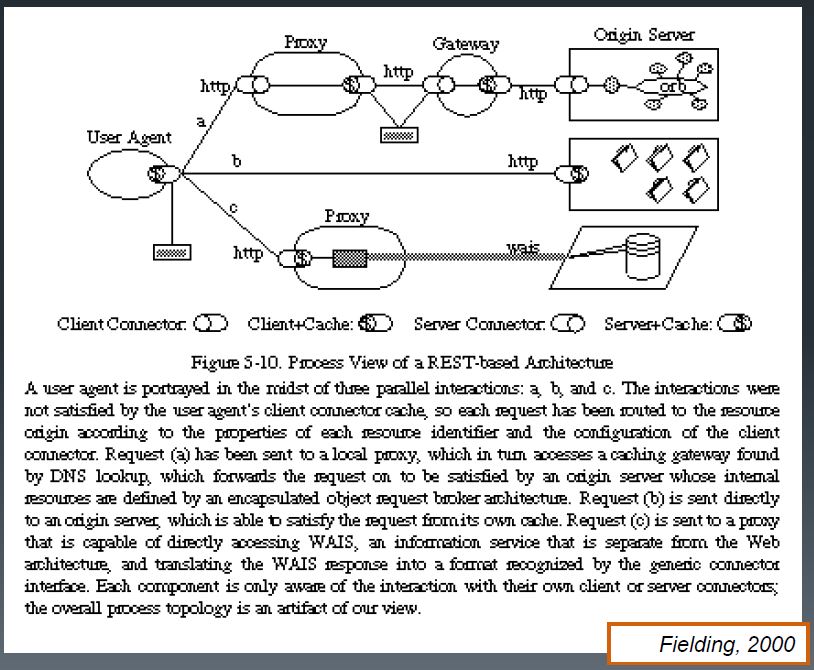 Proxy
Gateway
Origin Server
http
http
http
orb
a
User Agent
b
http
c
Proxy
http
wais
Client Connector: Client+Cache: $ Server Connector: Server+Cache: $
Figure 5-10. Process View of a REST-based Architecture
A user agent is portrayed in the midst of three parallel interactions: a, b, and c. The interactions were
not satisfied by the user agent's client connector cache, so each request has been routed to the resource
origin according to the properties of each resource identifier and the configuration of the client
connector. Request (a) has been sent to a local proxy, which in turn accesses a caching gateway found
by DNS lookup, which forwards the request on to be satisfied by an origin server whose internal
resources are defined by an encapsulated object request broker architecture. Request (b) is sent directly
to an origin server, which is able to satisfy the request from its own cache. Request (c) is sent to a proxy
that is capable of directly accessing WAIS, an information service that is separate from the Web
architecture, and translating the WAIS response into a format recognized by the generic connector
interface. Each component is only aware of the interaction with their own client or server connectors;
the overall process topology is an artifact of our view.
Fielding, 2000